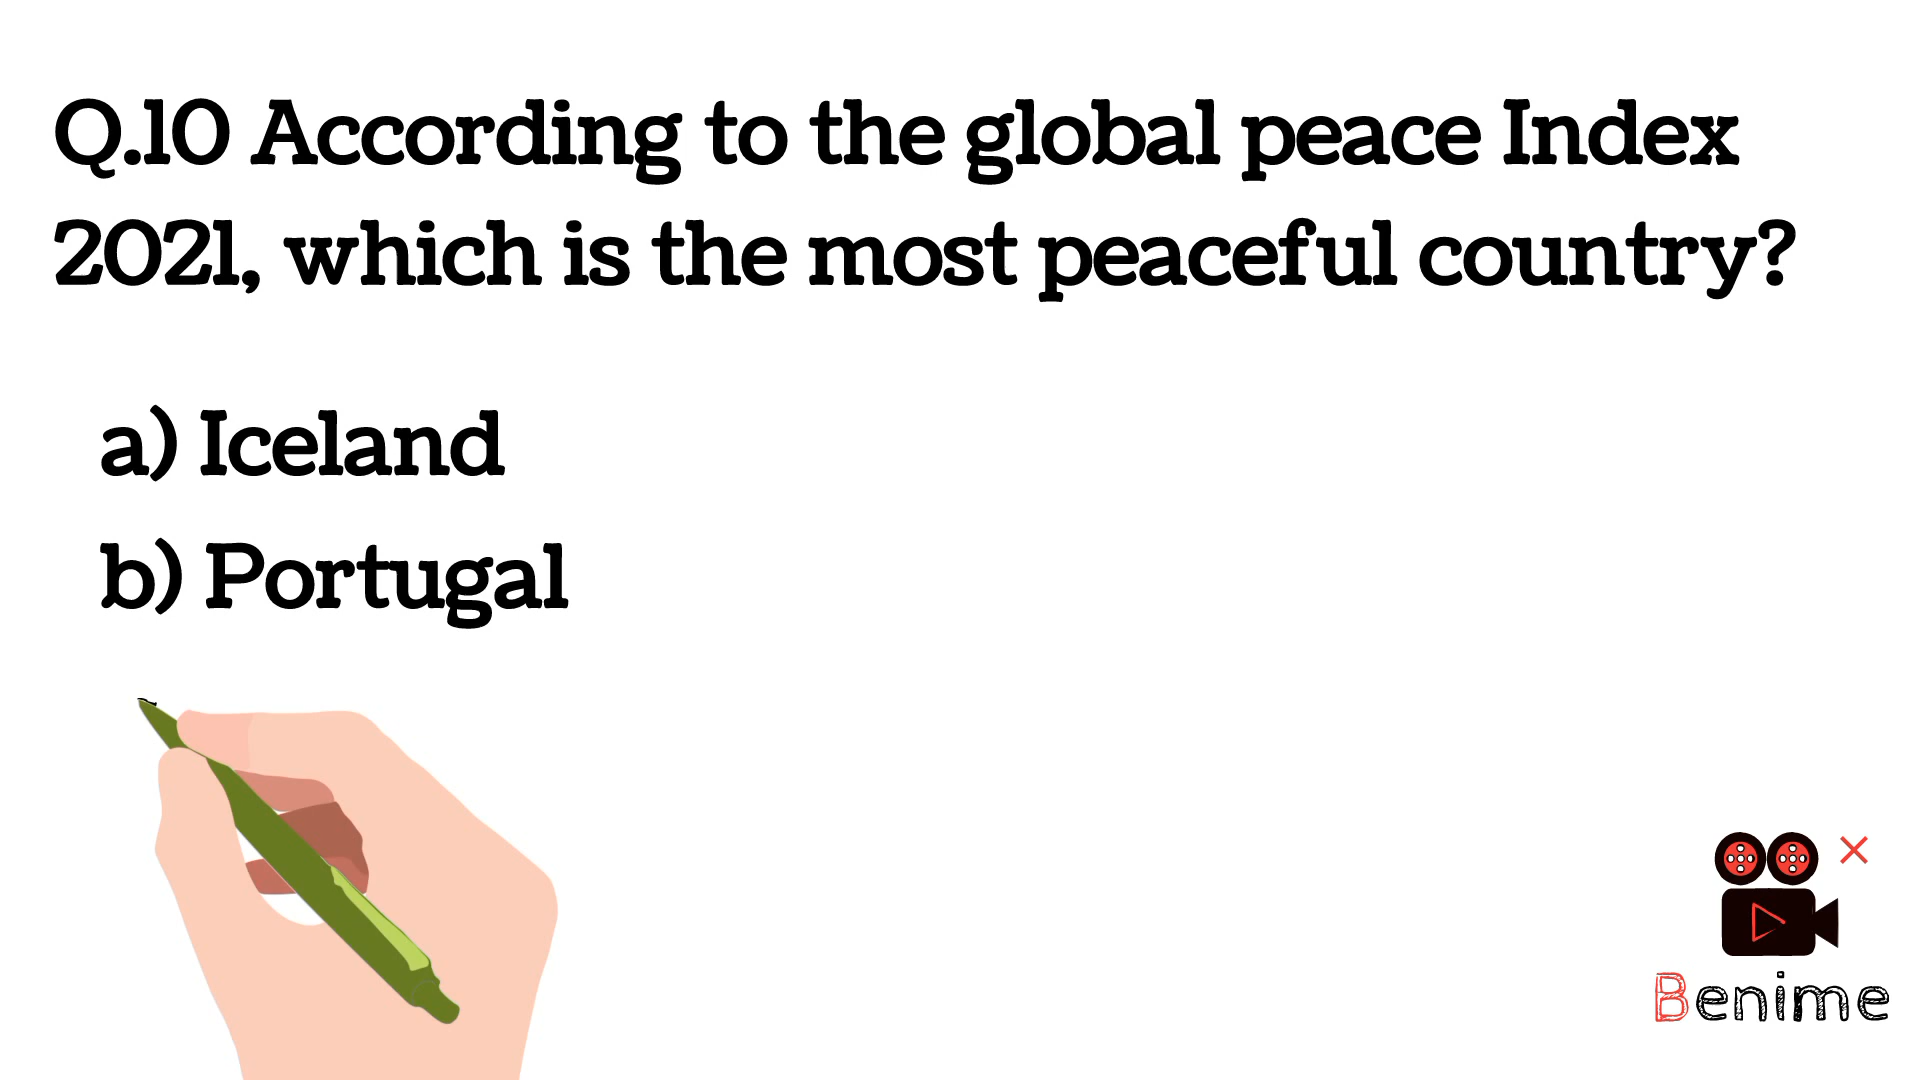 Q.10 According to the global peace Index
2021, which is the most peaceful country?
a) Iceland
b) Portugal
Benime